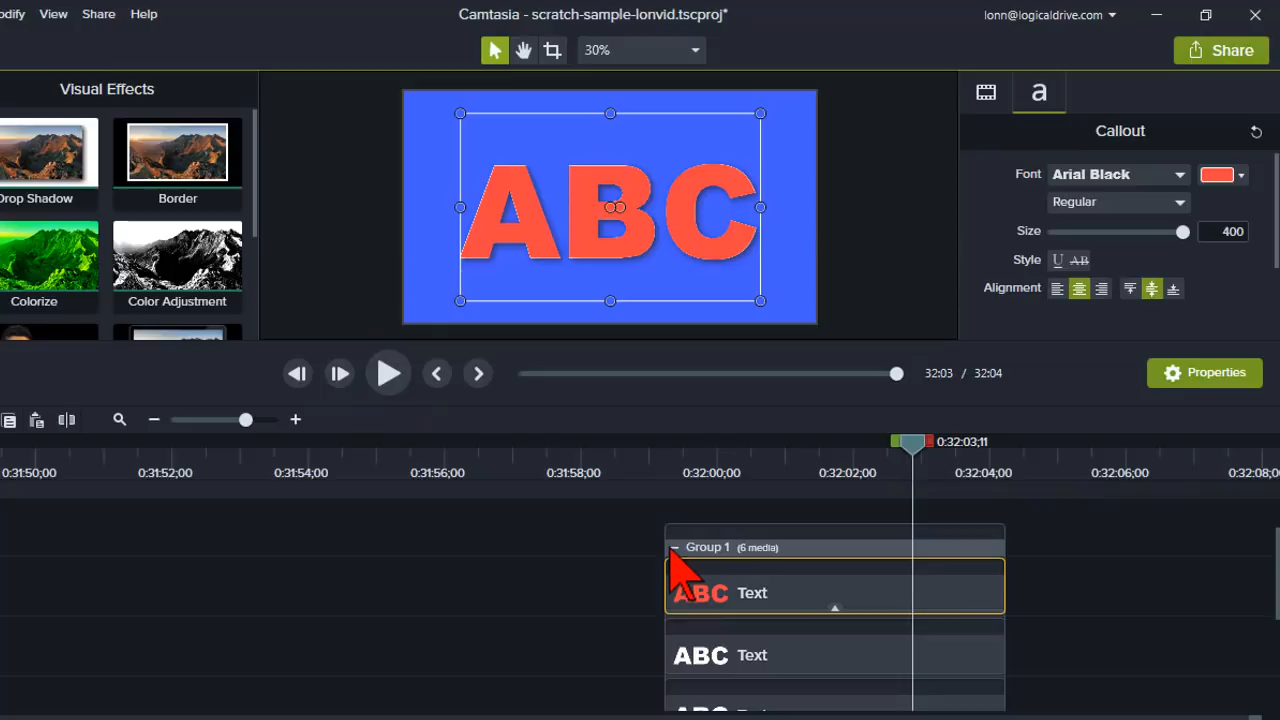 odify View Share Help
Camtasia - scratch-sample-lonvid.tscproj*
lonn@logicaldrive.com
30%
Share
Visual Effects
Drop Shadow
Border
Colorize
Color Adjustment
ABC
a
Callout
Font Arial Black
Regular
Size 400
Style U AB
Alignment
32:03 / 32:04
Properties
0:32:03;11
0:31:50;00 0:31:52;00 0:31:54;00 0:31:56;00 0:31:58;00 0:32:00;00 0:32:02;00 0:32:04;00 0:32:06;00 0:32:08;00
Group 1 (6 media)
ABC Text
ABC Text